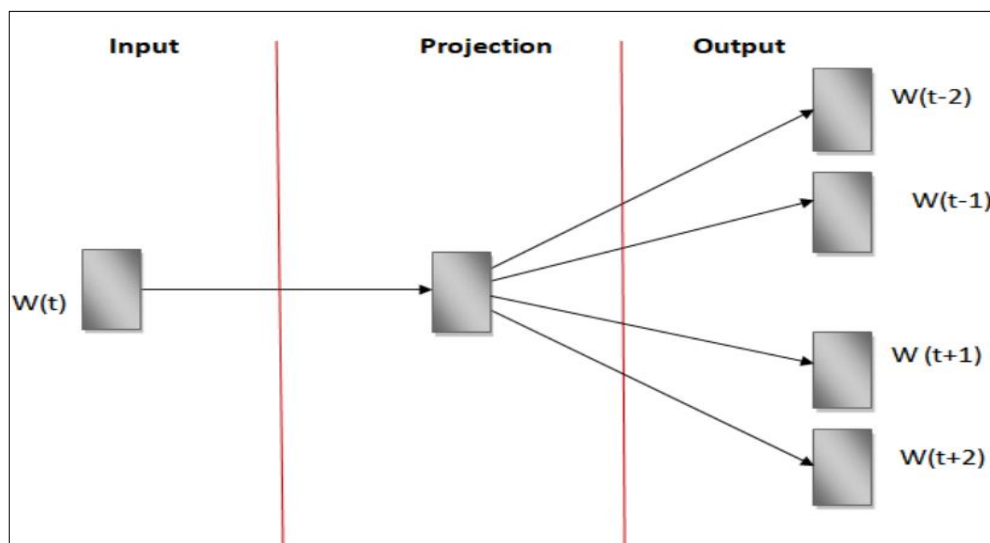 Input
Projection
Output
W(t-2)
W(t-1)
W(t)
W (t+1)
W(t+2)